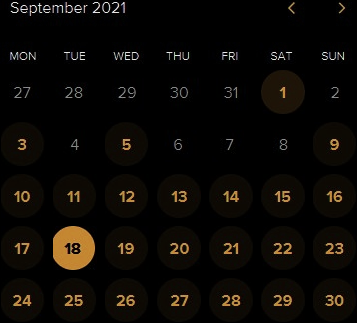 September 2021 < >
MON TUE WED THU FRI SAT SUN
27 28 29 30 31 1 2
3 4 5 6 7 8 9
10 11 12 13 14 15 16
17 18 19 20 21 22 23
24 25 26 27 28 29 30